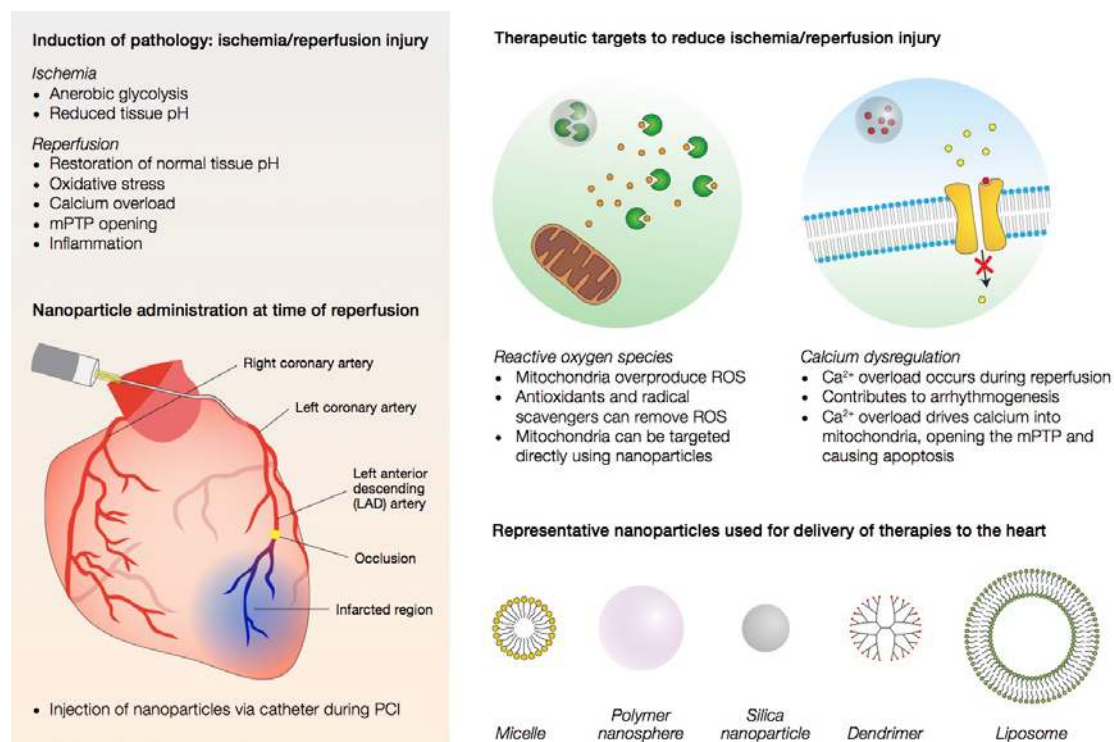 Induction of pathology: ischemia/reperfusion injury
Ischemia
• Anerobic glycolysis
• Reduced tissue pH
Reperfusion
• Restoration of normal tissue pH
• Oxidative stress
• Calcium overload
• mPTP opening
• Inflammation
Nanoparticle administration at time of reperfusion
Right coronary artery
Left coronary artery
Left anterior
descending
(LAD) artery
Occlusion
Infarcted region
• Injection of nanoparticles via catheter during PCI
Therapeutic targets to reduce ischemia/reperfusion injury
Reactive oxygen species
• Mitochondria overproduce ROS
• Antioxidants and radical
scavengers can remove ROS
• Mitochondria can be targeted
directly using nanoparticles
Calcium dysregulation
• Ca²⁺ overload occurs during reperfusion
• Contributes to arrhythmogenesis
• Ca²⁺ overload drives calcium into
mitochondria, opening the mPTP and
causing apoptosis
Representative nanoparticles used for delivery of therapies to the heart
Micelle
Polymer
nanosphere
Silica
nanoparticle
Dendrimer
Liposome